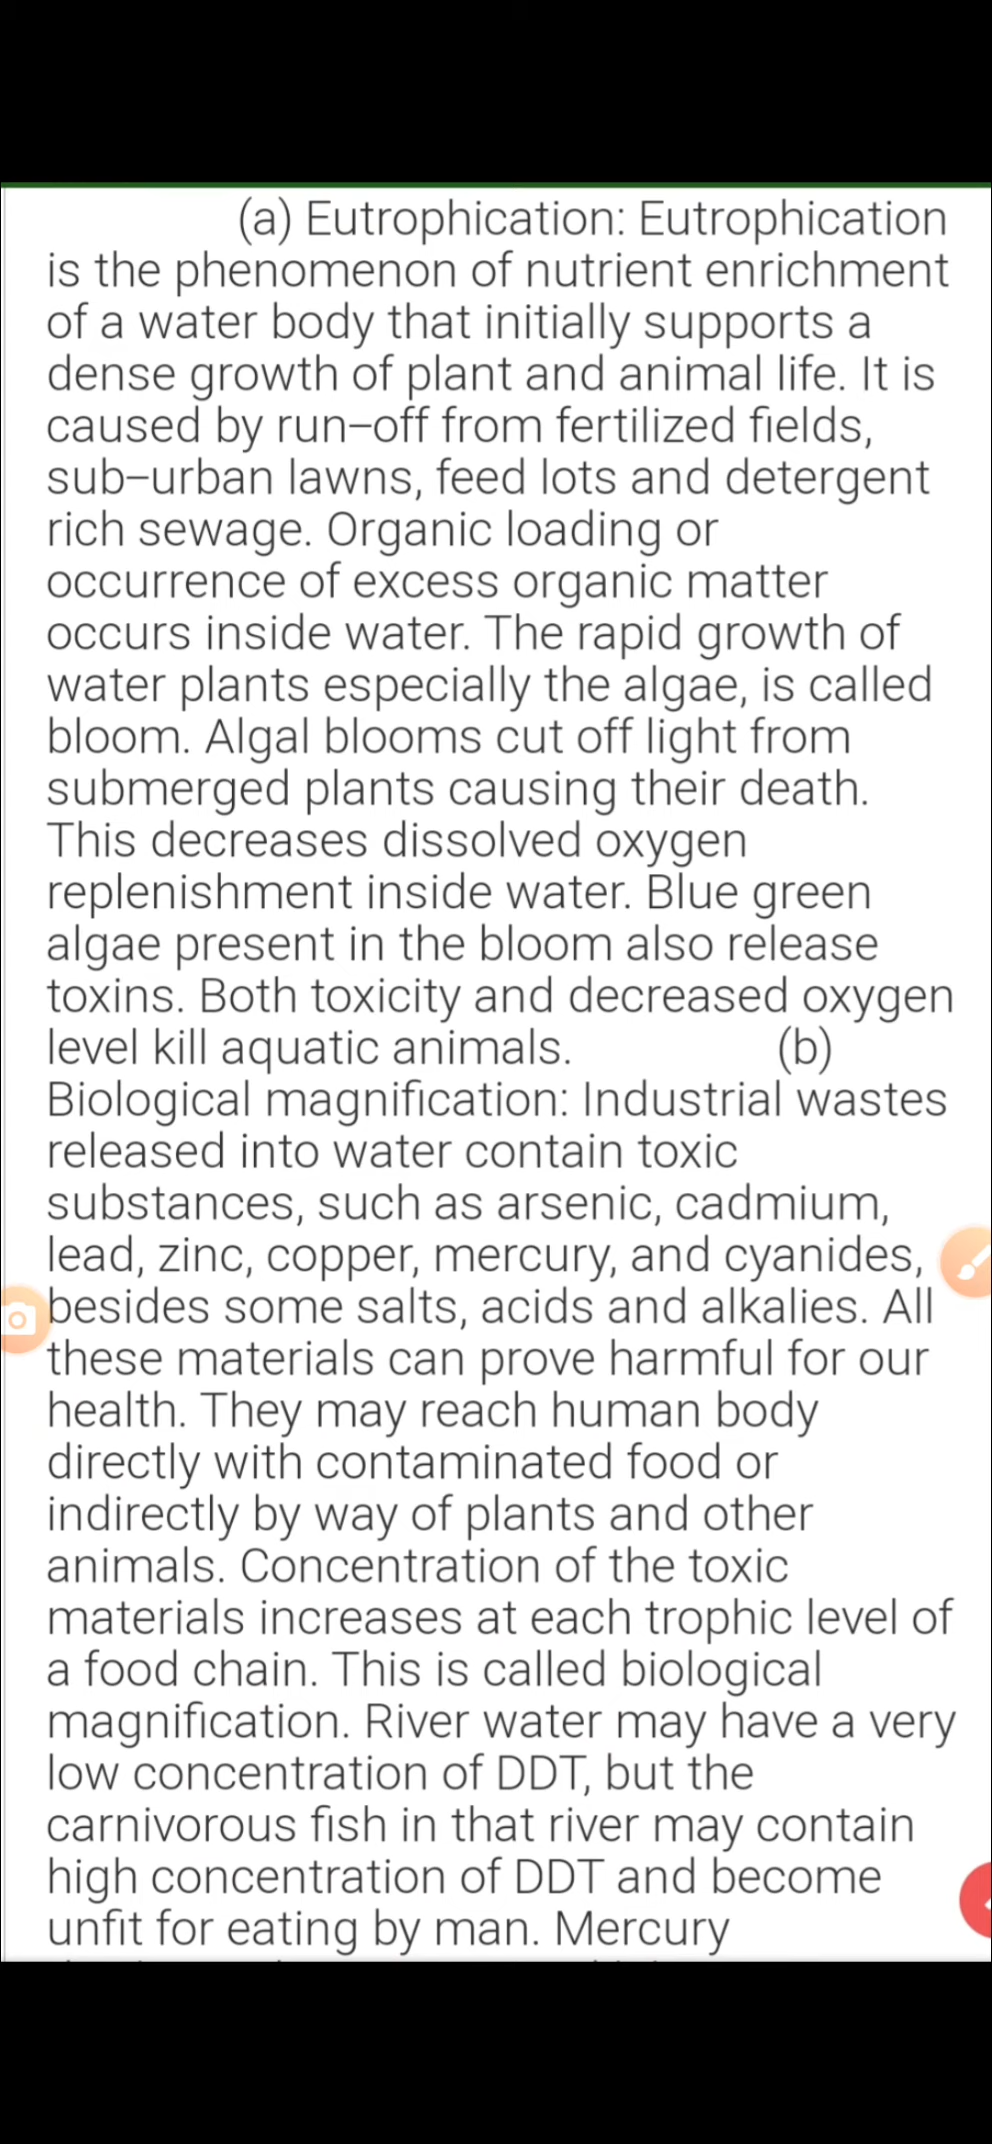 (a) Eutrophication: Eutrophication
is the phenomenon of nutrient enrichment
of a water body that initially supports a
dense growth of plant and animal life. It is
caused by run–off from fertilized fields,
sub–urban lawns, feed lots and detergent
rich sewage. Organic loading or
occurrence of excess organic matter
occurs inside water. The rapid growth of
water plants especially the algae, is called
bloom. Algal blooms cut off light from
submerged plants causing their death.
This decreases dissolved oxygen
replenishment inside water. Blue green
algae present in the bloom also release
toxins. Both toxicity and decreased oxygen
level kill aquatic animals. (b)
Biological magnification: Industrial wastes
released into water contain toxic
substances, such as arsenic, cadmium,
lead, zinc, copper, mercury, and cyanides,
besides some salts, acids and alkalies. All
these materials can prove harmful for our
health. They may reach human body
directly with contaminated food or
indirectly by way of plants and other
animals. Concentration of the toxic
materials increases at each trophic level of
a food chain. This is called biological
magnification. River water may have a very
low concentration of DDT, but the
carnivorous fish in that river may contain
high concentration of DDT and become
unfit for eating by man. Mercury